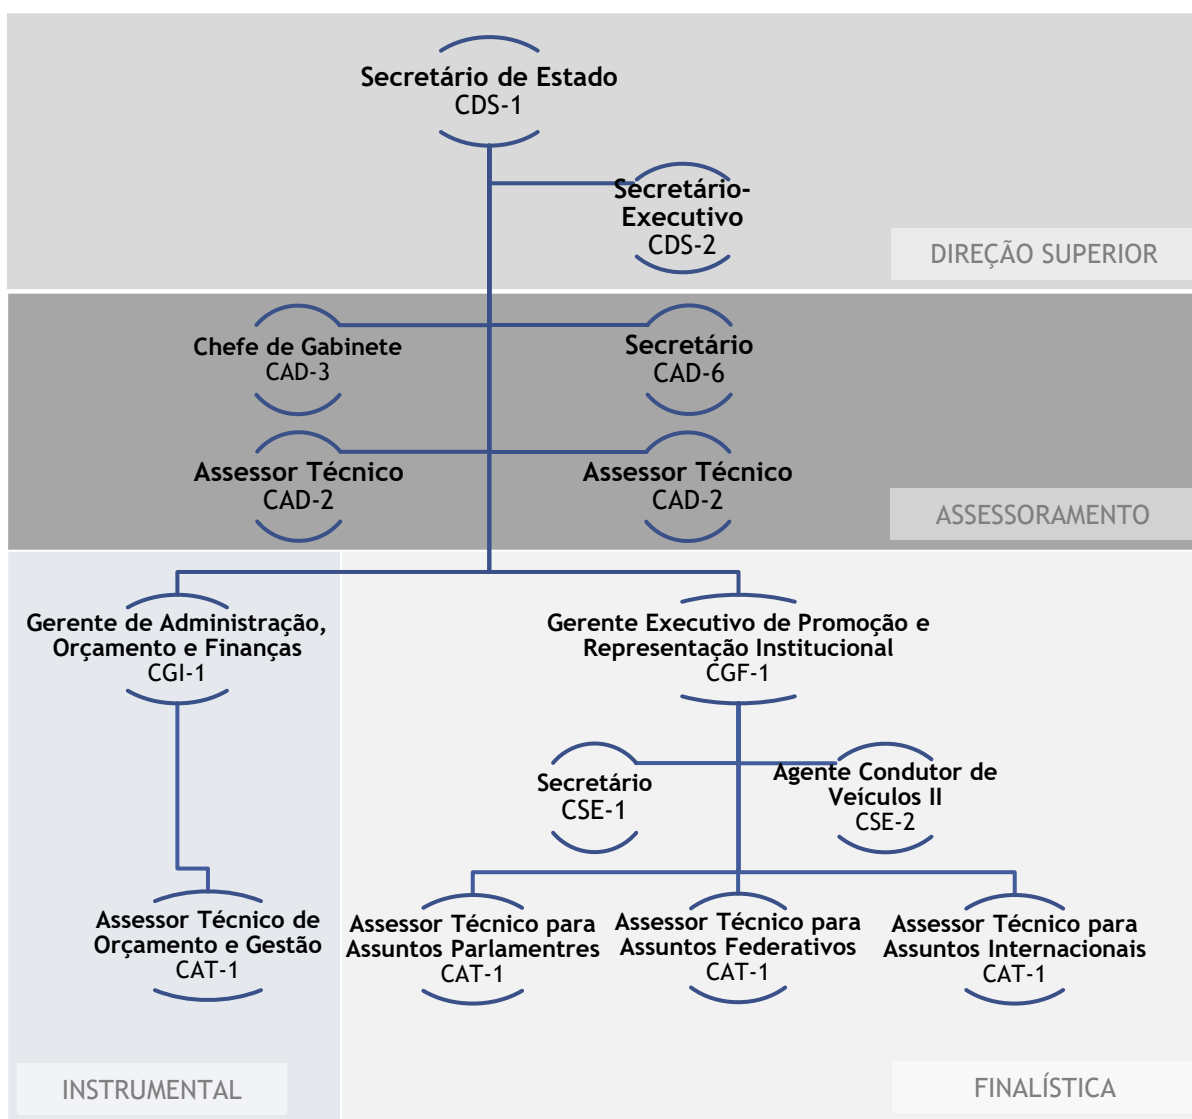 Secretário de Estado
CDS-1
Secretário-
Executivo
CDS-2
DIREÇÃO SUPERIOR
Chefe de Gabinete
CAD-3
Secretário
CAD-6
Assessor Técnico
CAD-2
Assessor Técnico
CAD-2
ASSESSORAMENTO
Gerente de Administração,
Orçamento e Finanças
CGI-1
Gerente Executivo de Promoção e
Representação Institucional
CGF-1
Secretário
CSE-1
Agente Condutor de
Veículos II
CSE-2
Assessor Técnico de
Orçamento e Gestão
CAT-1
Assessor Técnico para
Assuntos Parlamentres
CAT-1
Assessor Técnico para
Assuntos Federativos
CAT-1
Assessor Técnico para
Assuntos Internacionais
CAT-1
INSTRUMENTAL
FINALÍSTICA